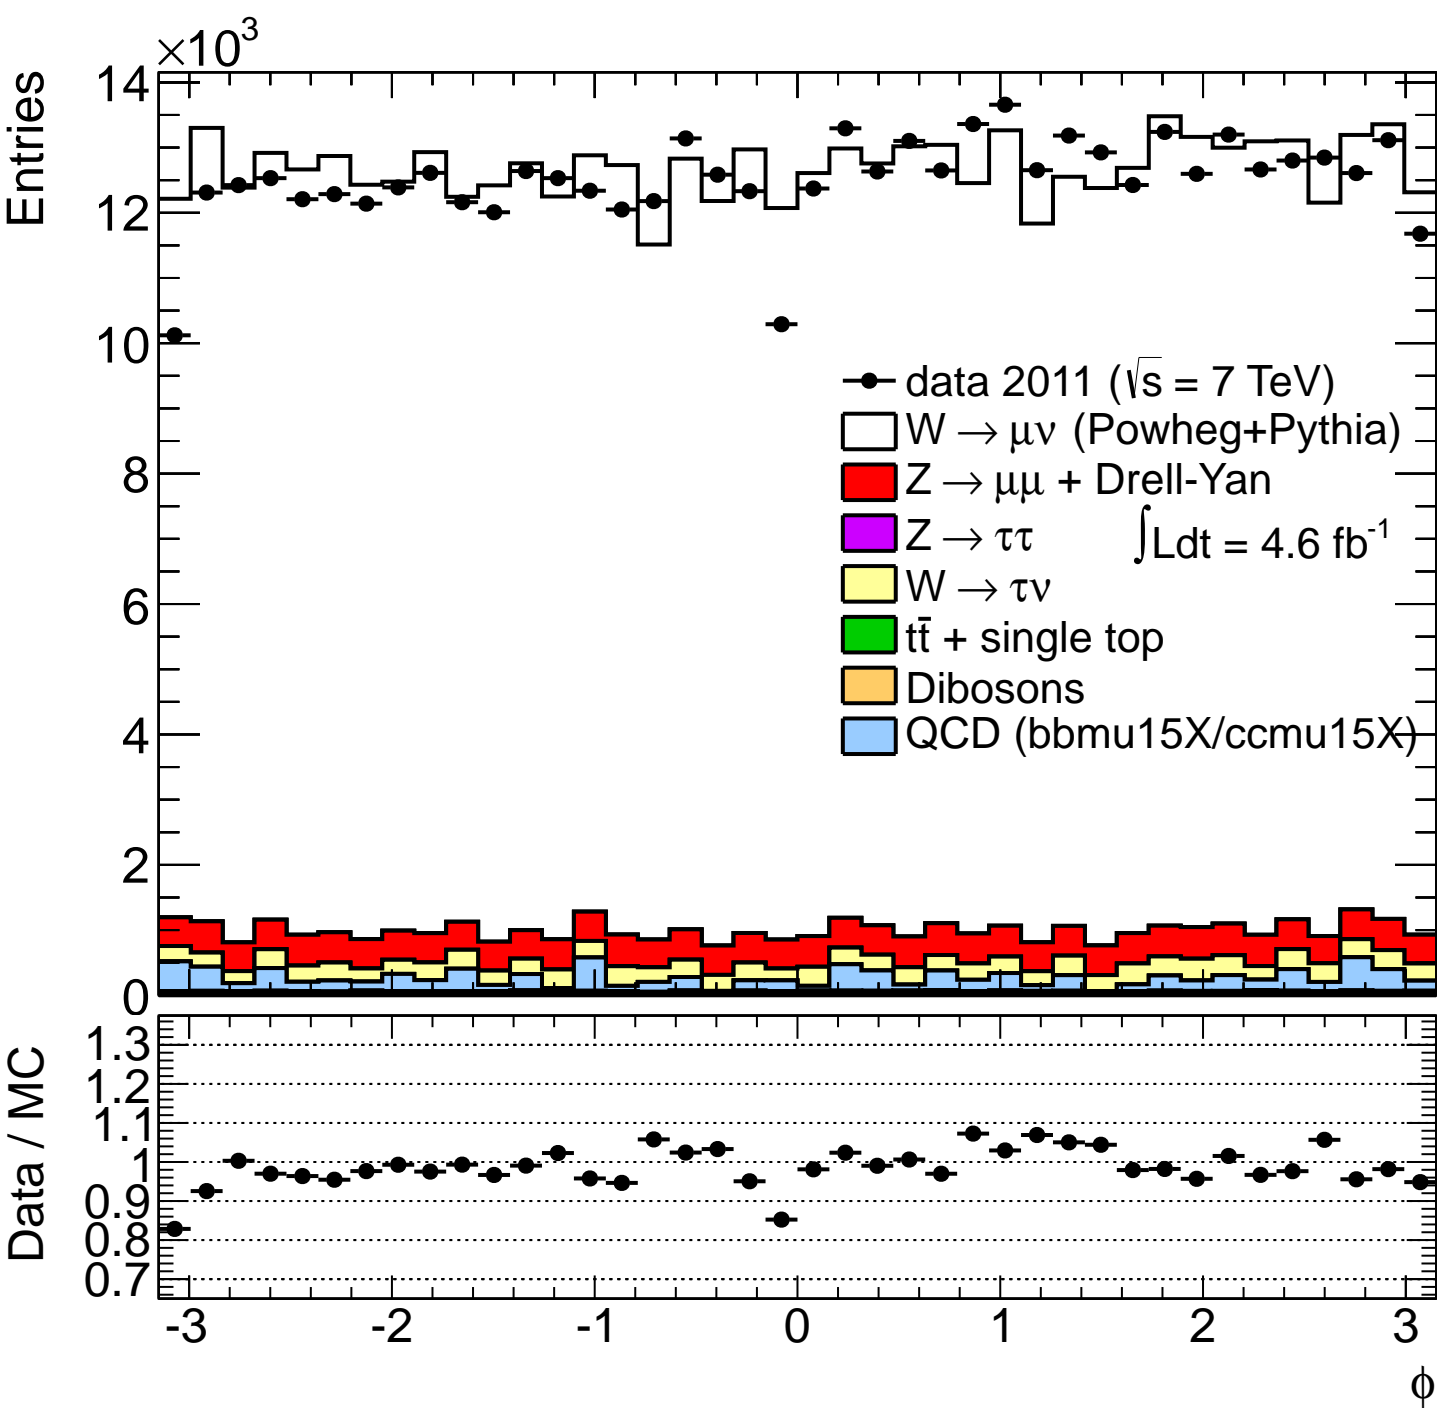 ×10³
Entries
14
12
10
8
6
4
2
0
data 2011 (√s = 7 TeV)
W → μν (Powheg+Pythia)
Z → μμ + Drell-Yan
Z → ττ
∫Ldt = 4.6 fb⁻¹
W → τν
tt̄ + single top
Dibosons
QCD (bbmu15X/ccmu15X)
Data / MC
1.3
1.2
1.1
1
0.9
0.8
0.7
-3 -2 -1 0 1 2 3
ϕ